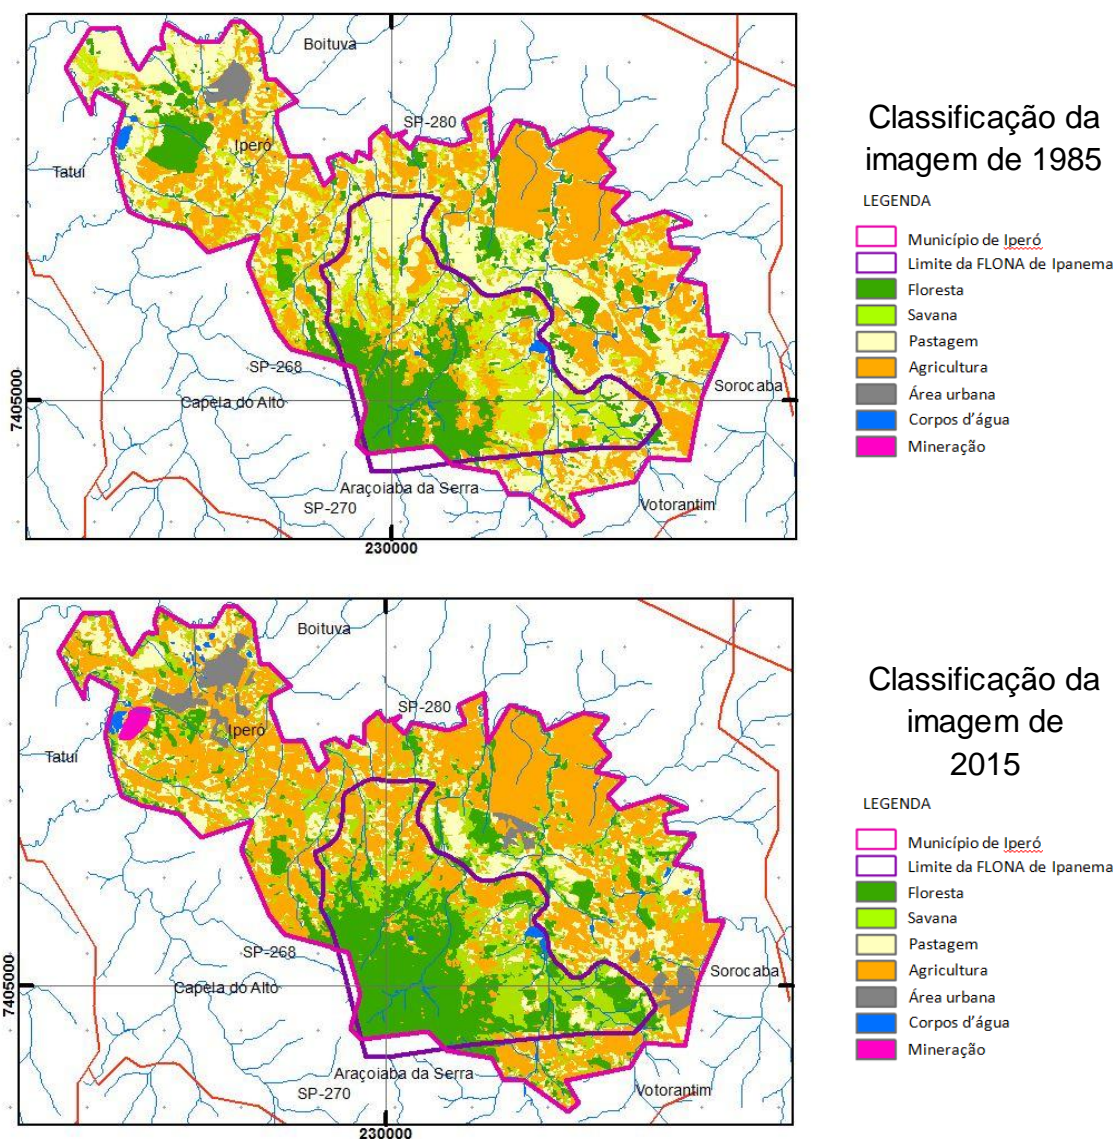 Boituva
SP-280
Iperó
Tatuí
SP-268
Capela do Alto
Sorocaba
Araçoiaba da Serra
SP-270
Votorantim
7405000
230000
Classificação da
imagem de 1985
LEGENDA
Município de Iperó
Limite da FLONA de Ipanema
Floresta
Savana
Pastagem
Agricultura
Área urbana
Corpos d'água
Mineração
Boituva
SP-280
Iperó
Tatuí
SP-268
Capela do Alto
Sorocaba
Araçoiaba da Serra
SP-270
Votorantim
7405000
230000
Classificação da
imagem de
2015
LEGENDA
Município de Iperó
Limite da FLONA de Ipanema
Floresta
Savana
Pastagem
Agricultura
Área urbana
Corpos d'água
Mineração